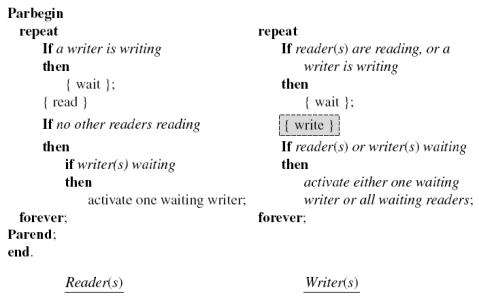 Parbegin
repeat
If a writer is writing
then
{ wait };
{ read }
If no other readers reading
then
if writer(s) waiting
then
activate one waiting writer;
forever;
Parend;
end.
Reader(s)
repeat
If reader(s) are reading, or a
writer is writing
then
{ wait };
{ write }
If reader(s) or writer(s) waiting
then
activate either one waiting
writer or all waiting readers;
forever;
Writer(s)